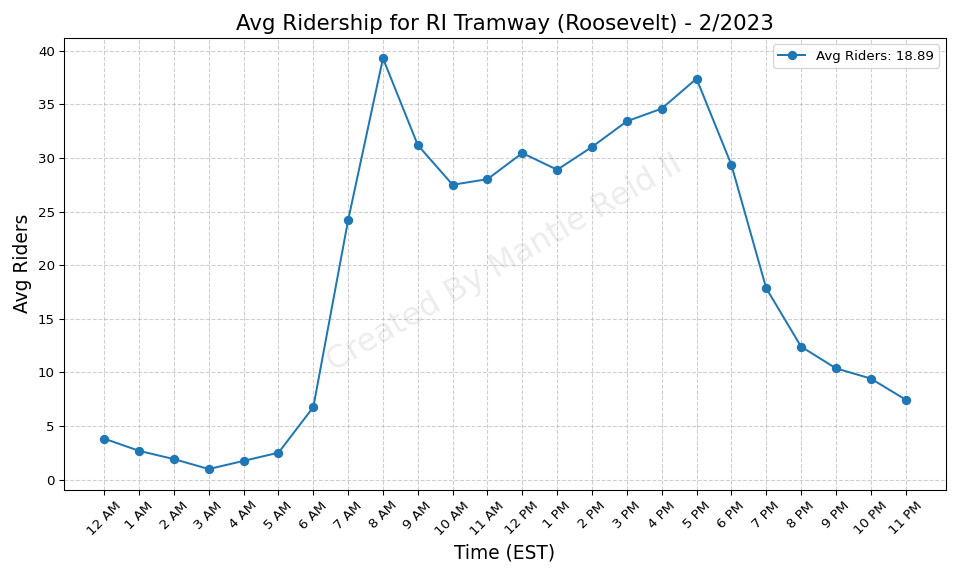 Avg Ridership for RI Tramway (Roosevelt) - 2/2023
Avg Riders: 18.89
40
35
30
25
20
15
10
5
0
Avg Riders
Created By Mantie Reid II
12 AM
1 AM
2 AM
3 AM
4 AM
5 AM
6 AM
7 AM
8 AM
9 AM
10 AM
11 AM
12 PM
1 PM
2 PM
3 PM
4 PM
5 PM
6 PM
7 PM
8 PM
9 PM
10 PM
11 PM
Time (EST)